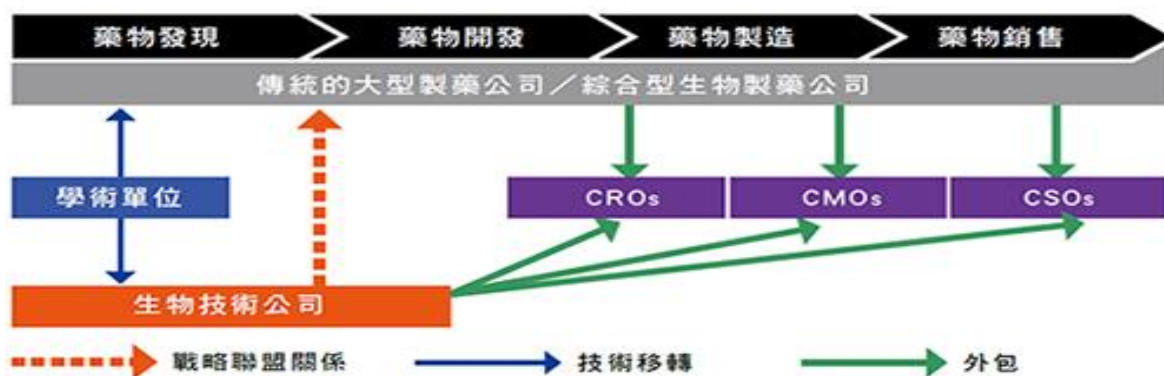 藥物發現 藥物開發 藥物製造 藥物銷售
傳統的大型製藥公司／綜合型生物製藥公司
學術單位 CROs CMOs CSOs
生物技術公司
戰略聯盟關係 技術移轉 外包